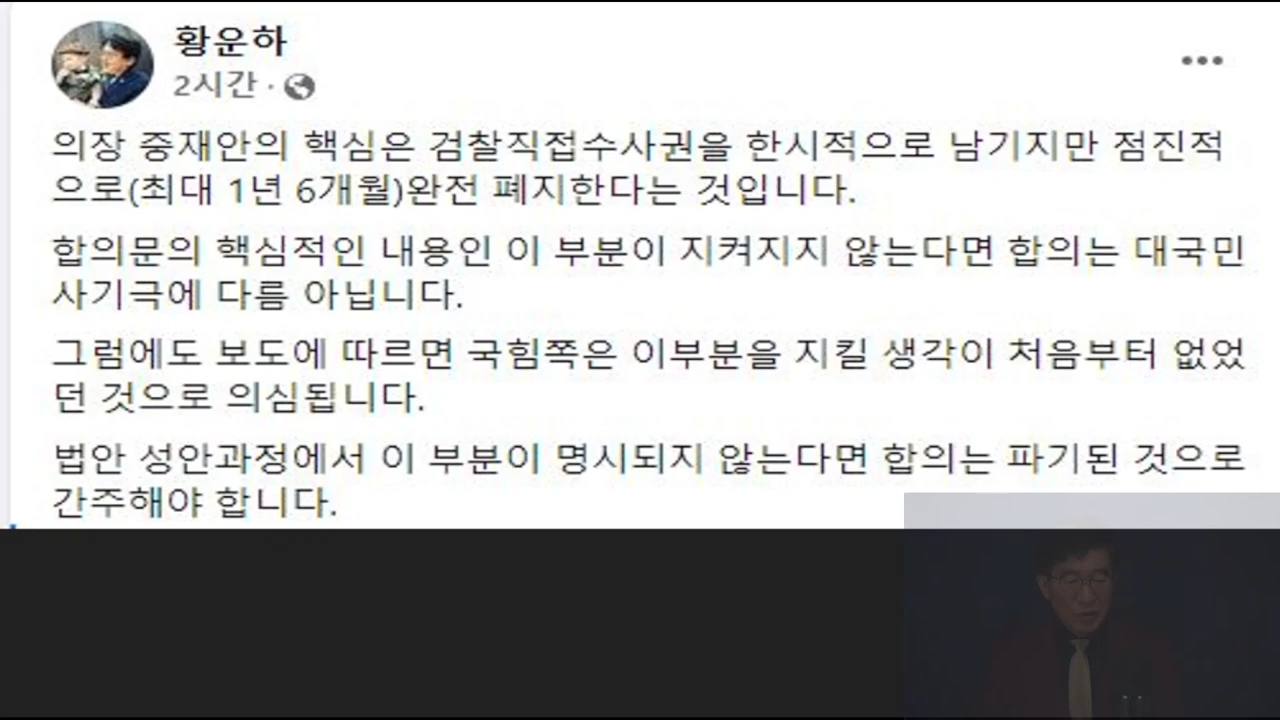 황운하
2시간 ·
의장 중재안의 핵심은 검찰직접수사권을 한시적으로 남기지만 점진적
으로(최대 1년 6개월)완전 폐지한다는 것입니다.
합의문의 핵심적인 내용인 이 부분이 지켜지지 않는다면 합의는 대국민
사기극에 다름 아닙니다.
그럼에도 보도에 따르면 국힘쪽은 이부분을 지킬 생각이 처음부터 없었
던 것으로 의심됩니다.
법안 성안과정에서 이 부분이 명시되지 않는다면 합의는 파기된 것으로
간주해야 합니다.